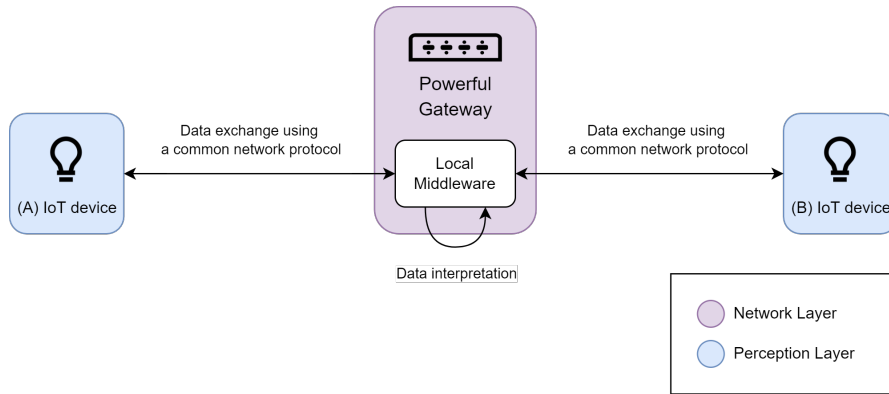 Powerful
Gateway
Data exchange using
a common network protocol
Data exchange using
a common network protocol
Local
Middleware
(A) IoT device
(B) IoT device
Data interpretation
Network Layer
Perception Layer